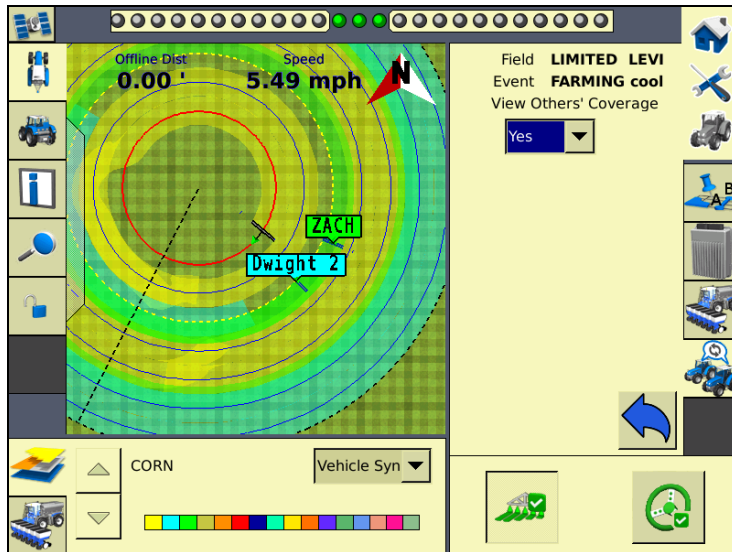 Offline Dist
0.00 '
Speed
5.49 mph
N
ZACH
Dwight 2
Field LIMITED LEVI
Event FARMING cool
View Others' Coverage
Yes
A B
CORN
Vehicle Syn